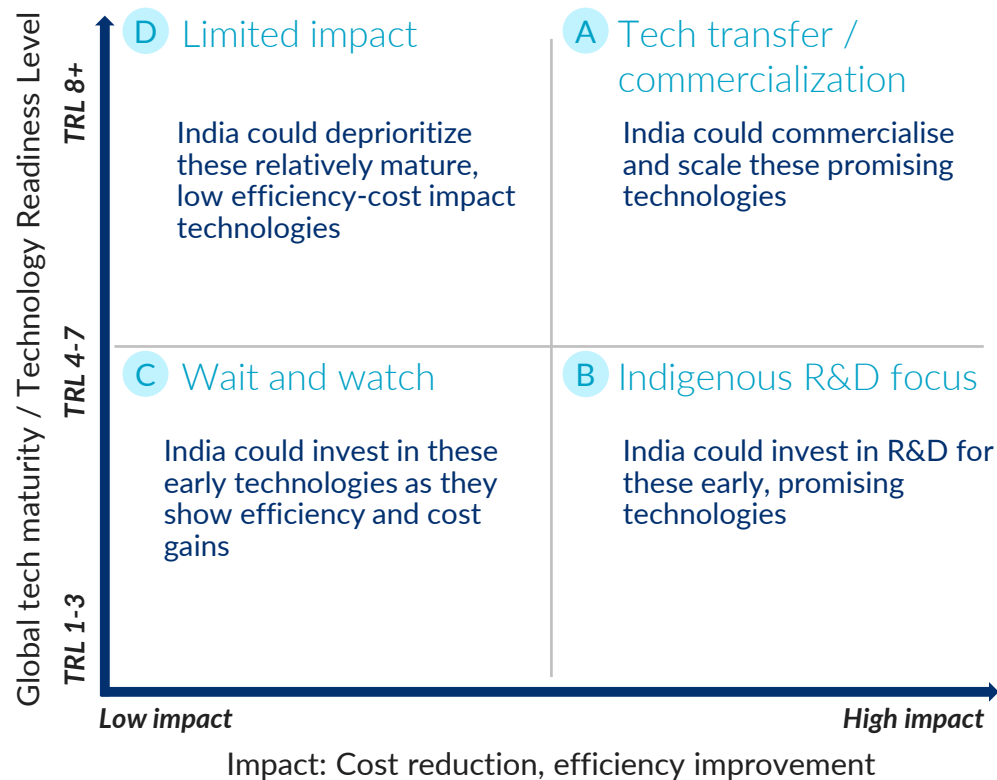 Global tech maturity / Technology Readiness Level
TRL 8+
TRL 4-7
TRL 1-3
D Limited impact
India could deprioritize
these relatively mature,
low efficiency-cost impact
technologies
A Tech transfer /
commercialization
India could commercialise
and scale these promising
technologies
C Wait and watch
India could invest in these
early technologies as they
show efficiency and cost
gains
B Indigenous R&D focus
India could invest in R&D for
these early, promising
technologies
Low impact
High impact
Impact: Cost reduction, efficiency improvement